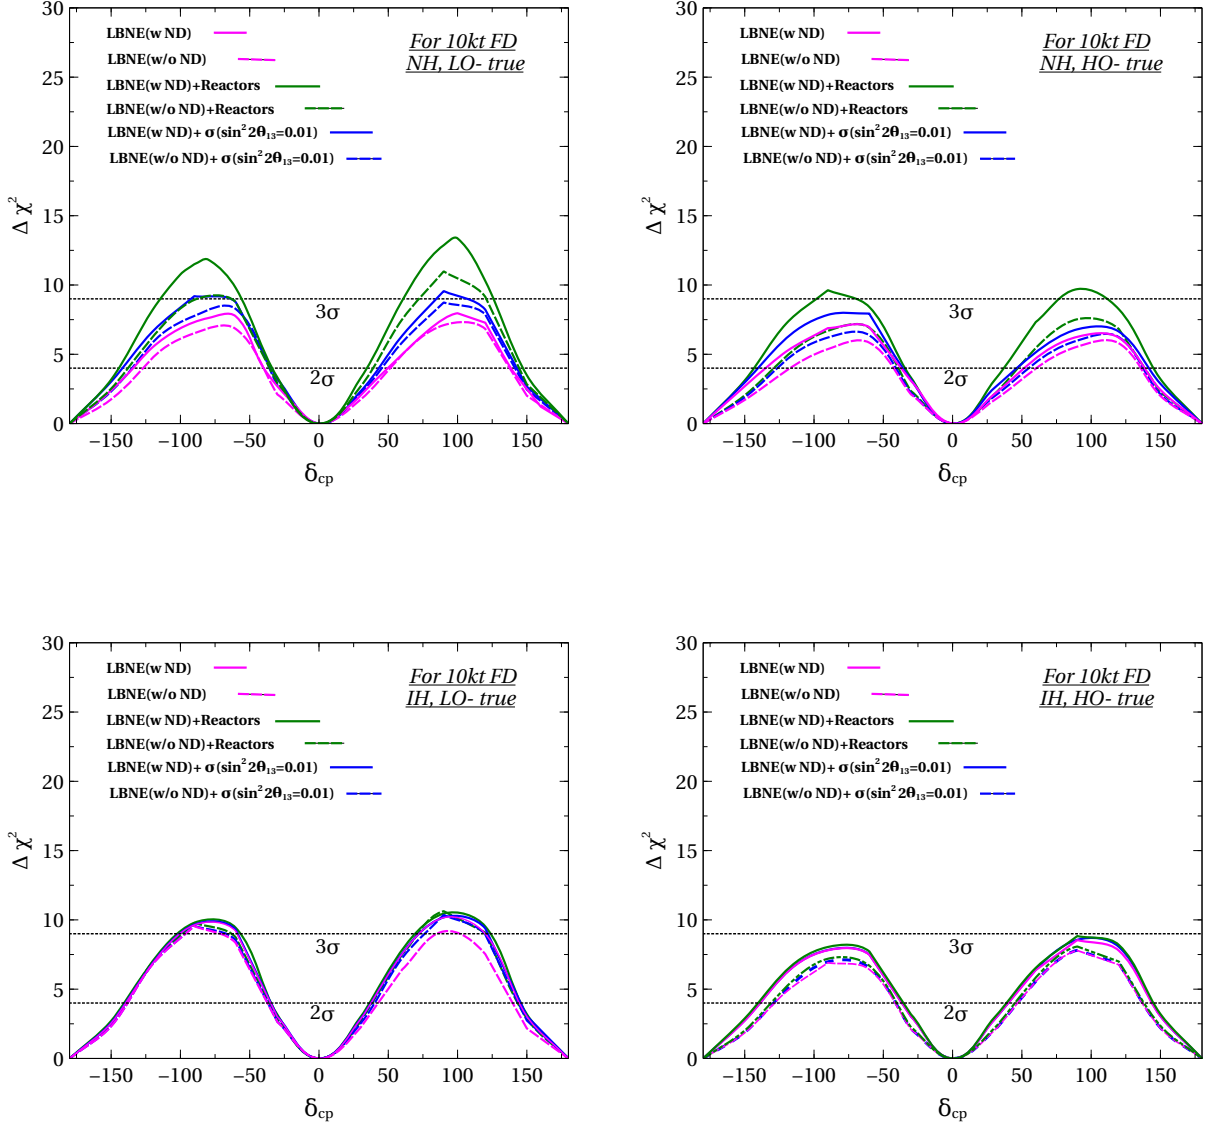 30
25
20
15
10
5
0
Δ χ²
LBNE(w ND)
LBNE(w/o ND)
LBNE(w ND)+Reactors
LBNE(w/o ND)+Reactors
LBNE(w ND)+ σ(sin²2θ₁₃=0.01)
LBNE(w/o ND)+ σ(sin²2θ₁₃=0.01)
For 10kt FD
NH, LO- true
3σ
2σ
−150 −100 −50 0 50 100 150
δcp
30
25
20
15
10
5
0
Δ χ²
LBNE(w ND)
LBNE(w/o ND)
LBNE(w ND)+Reactors
LBNE(w/o ND)+Reactors
LBNE(w ND)+ σ(sin²2θ₁₃=0.01)
LBNE(w/o ND)+ σ(sin²2θ₁₃=0.01)
For 10kt FD
NH, HO- true
3σ
2σ
−150 −100 −50 0 50 100 150
δcp
30
25
20
15
10
5
0
Δ χ²
LBNE(w ND)
LBNE(w/o ND)
LBNE(w ND)+Reactors
LBNE(w/o ND)+Reactors
LBNE(w ND)+ σ(sin²2θ₁₃=0.01)
LBNE(w/o ND)+ σ(sin²2θ₁₃=0.01)
For 10kt FD
IH, LO- true
3σ
2σ
−150 −100 −50 0 50 100 150
δcp
30
25
20
15
10
5
0
Δ χ²
LBNE(w ND)
LBNE(w/o ND)
LBNE(w ND)+Reactors
LBNE(w/o ND)+Reactors
LBNE(w ND)+ σ(sin²2θ₁₃=0.01)
LBNE(w/o ND)+ σ(sin²2θ₁₃=0.01)
For 10kt FD
IH, HO- true
3σ
2σ
−150 −100 −50 0 50 100 150
δcp